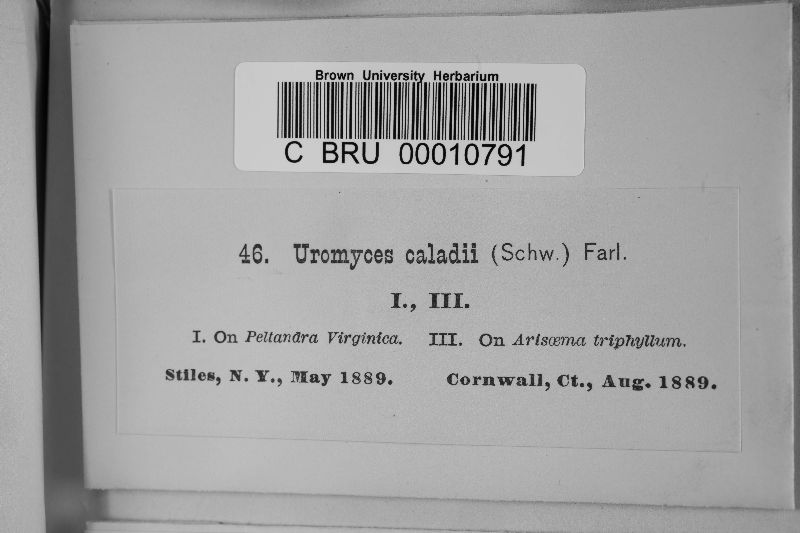 Brown University Herbarium
C BRU 00010791
46. Uromyces caladii (Schw.) Farl.
I., III.
I. On Peltandra Virginica. III. On Arisœma triphyllum.
Stiles, N. Y., May 1889. Cornwall, Ct., Aug. 1889.